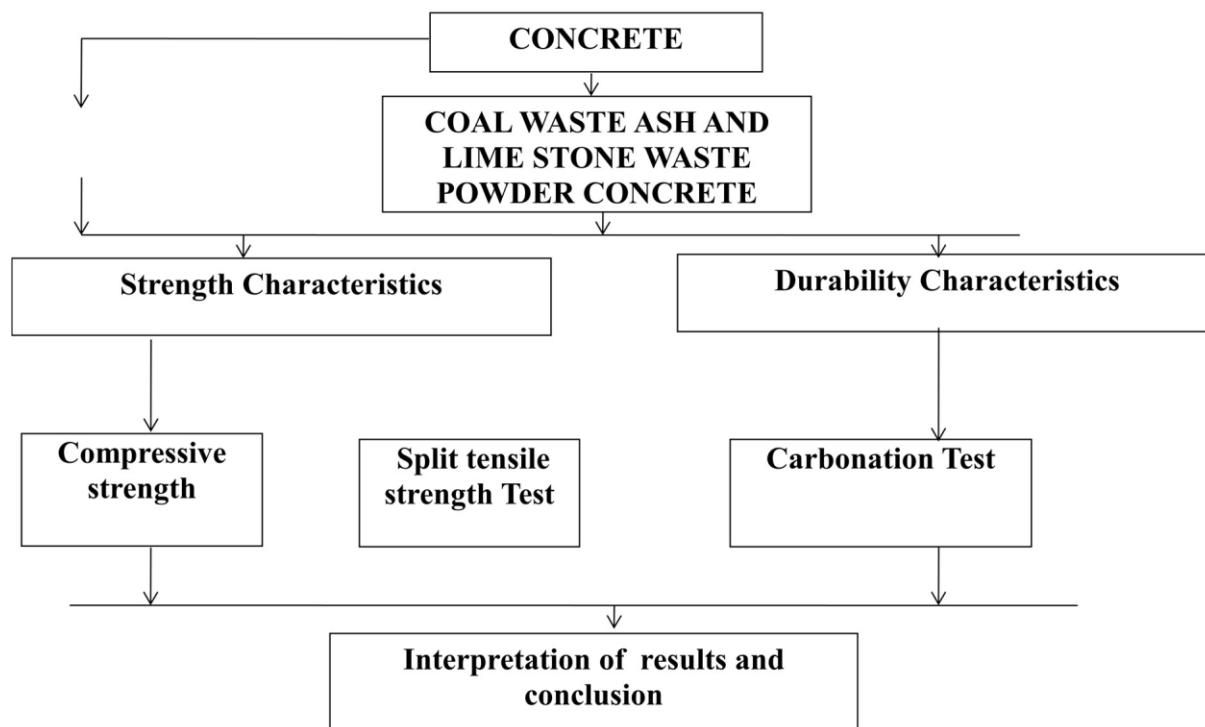 CONCRETE
COAL WASTE ASH AND
LIME STONE WASTE
POWDER CONCRETE
Strength Characteristics
Durability Characteristics
Compressive
strength
Split tensile
strength Test
Carbonation Test
Interpretation of results and
conclusion